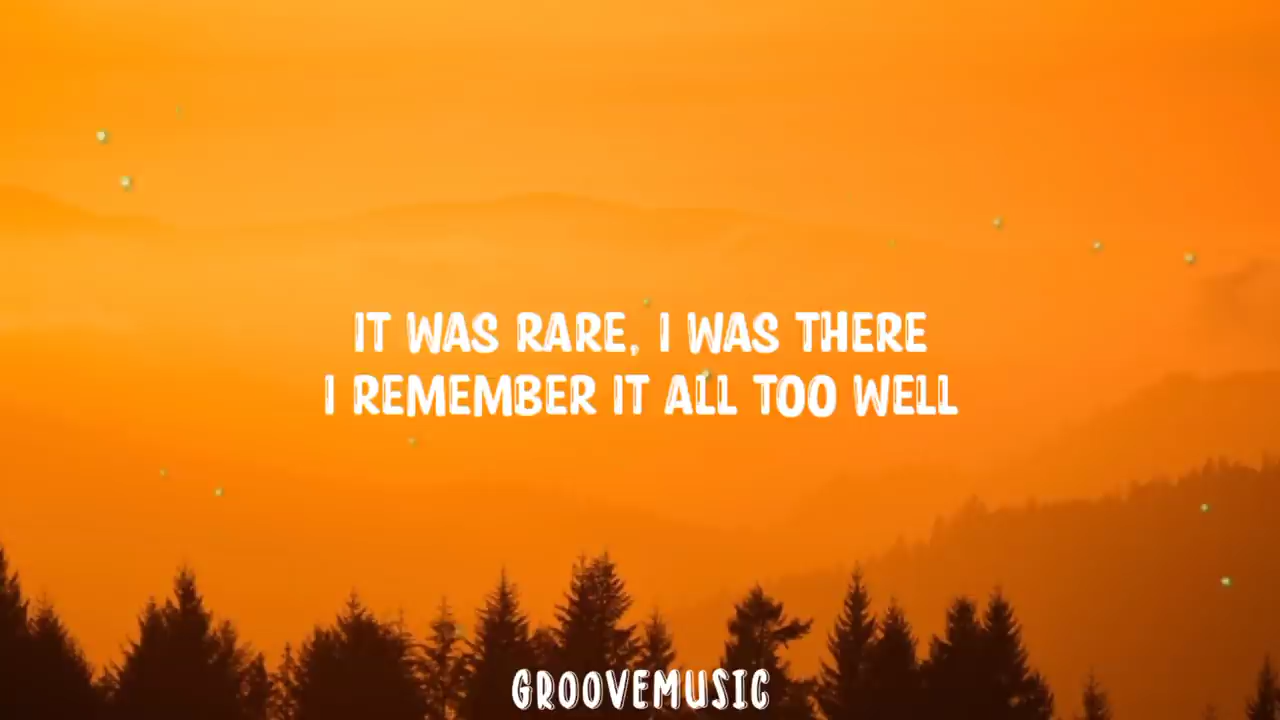 IT WAS RARE, I WAS THERE
I REMEMBER IT ALL TOO WELL
GROOVEMUSIC